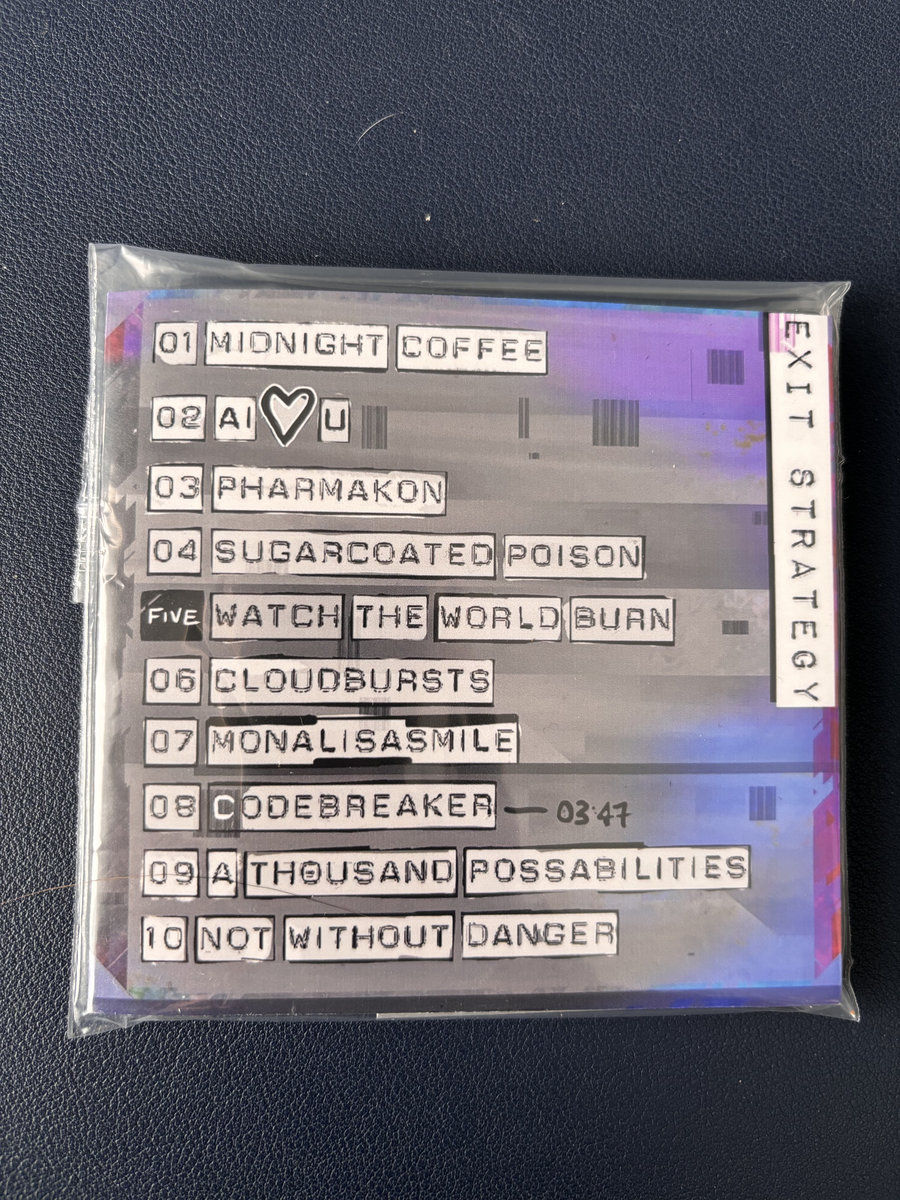 01 MIDNIGHT COFFEE
02 AI ♡ U
03 PHARMAKON
04 SUGARCOATED POISON
FIVE WATCH THE WORLD BURN
06 CLOUDBURSTS
07 MONALISASMILE
08 CODEBREAKER — 03:47
09 A THOUSAND POSSABILITIES
10 NOT WITHOUT DANGER
EXIT STRATEGY